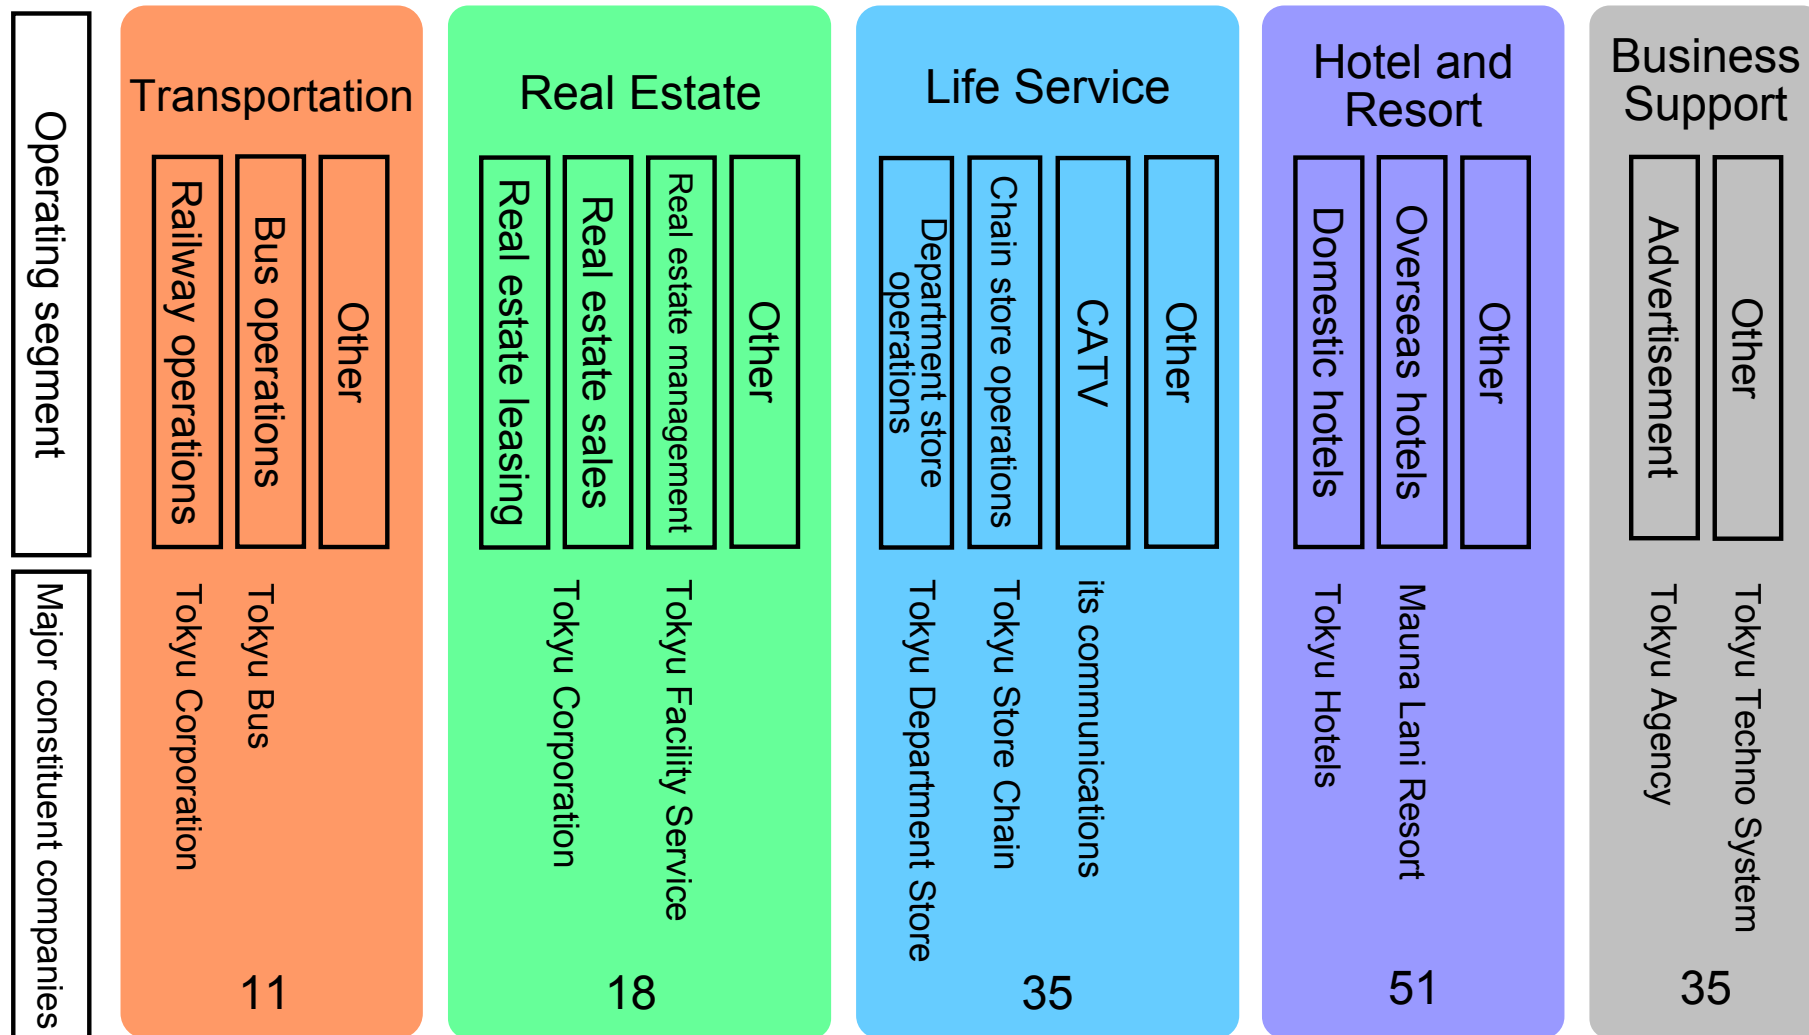 Operating segment
Major constituent companies
Transportation
Railway operations
Bus operations
Other
Tokyu Corporation
Tokyu Bus
11
Real Estate
Real estate leasing
Real estate sales
Real estate management
Other
Tokyu Corporation
Tokyu Facility Service
18
Life Service
Department store
operations
Chain store operations
CATV
Other
Tokyu Department Store
Tokyu Store Chain
its communications
35
Hotel and
Resort
Domestic hotels
Overseas hotels
Other
Tokyu Hotels
Mauna Lani Resort
51
Business
Support
Advertisement
Other
Tokyu Agency
Tokyu Techno System
35